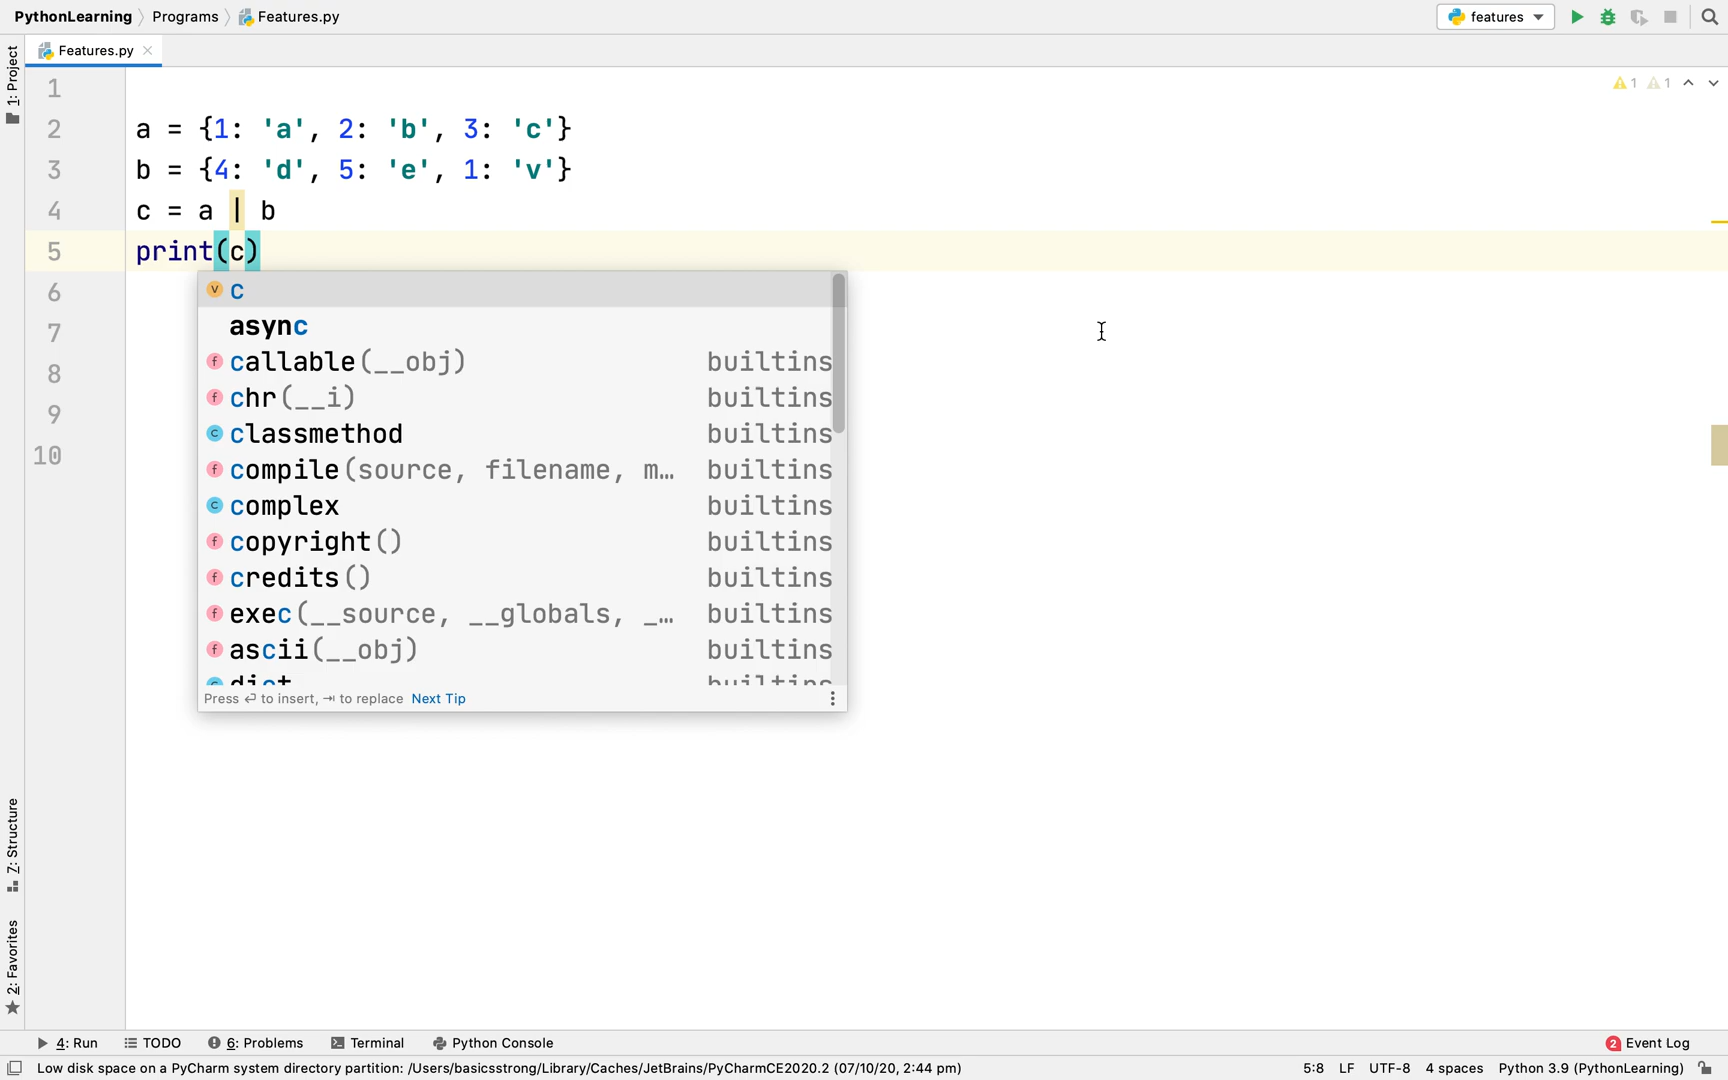 PythonLearning Programs Features.py
features
Features.py
1: Project
1
2 a = {1: 'a', 2: 'b', 3: 'c'}
3 b = {4: 'd', 5: 'e', 1: 'v'}
4 c = a | b
5 print(c)
6
7
8
9
10
1 1
v c
async
f callable(__obj) builtins
f chr(__i) builtins
c classmethod builtins
f compile(source, filename, m… builtins
c complex builtins
f copyright() builtins
f credits() builtins
f exec(__source, __globals, _… builtins
f ascii(__obj) builtins
dict builtins
Press ↵ to insert, ⇥ to replace Next Tip
Z: Structure
2: Favorites
4: Run TODO 6: Problems Terminal Python Console 2 Event Log
Low disk space on a PyCharm system directory partition: /Users/basicsstrong/Library/Caches/JetBrains/PyCharmCE2020.2 (07/10/20, 2:44 pm) 5:8 LF UTF-8 4 spaces Python 3.9 (PythonLearning)